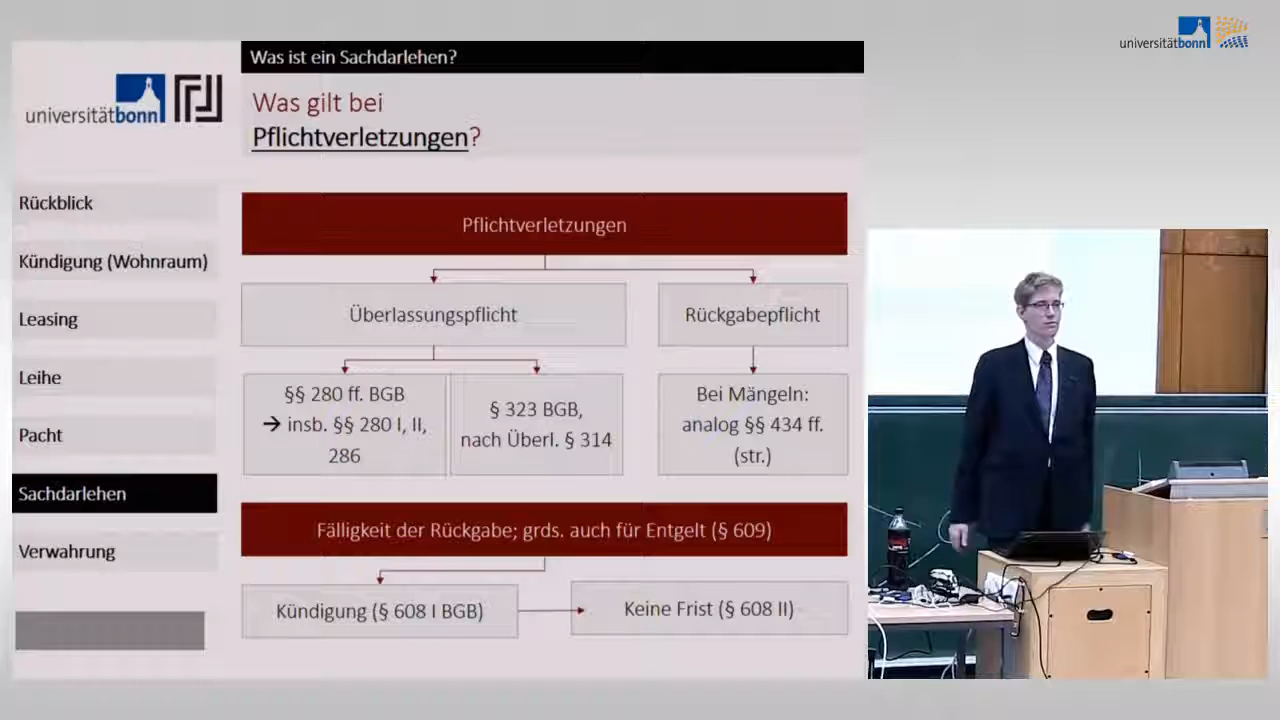 universitätbonn
Was ist ein Sachdarlehen?
universitätbonn
Was gilt bei
Pflichtverletzungen?
Rückblick
Kündigung (Wohnraum)
Leasing
Leihe
Pacht
Sachdarlehen
Verwahrung
Pflichtverletzungen
Überlassungspflicht
Rückgabepflicht
§§ 280 ff. BGB
→ insb. §§ 280 I, II,
286
§ 323 BGB,
nach Überl. § 314
Bei Mängeln:
analog §§ 434 ff.
(str.)
Fälligkeit der Rückgabe; grds. auch für Entgelt (§ 609)
Kündigung (§ 608 I BGB)
Keine Frist (§ 608 II)